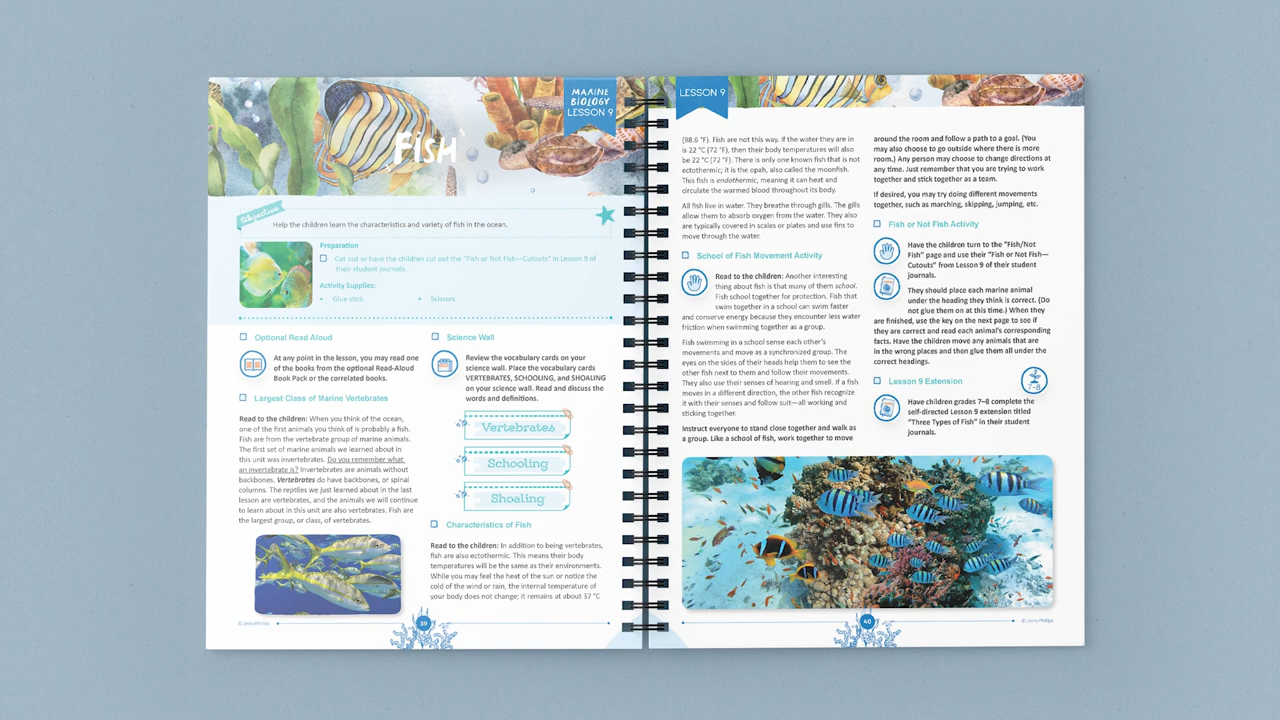 MARINE
BIOLOGY
LESSON 9
FiSH
Objective
Help the children learn the characteristics and variety of fish in the ocean.
Preparation
Cut out or have the children cut out the "Fish or Not Fish—Cutouts" in Lesson 9 of
their student journals.
Activity Supplies:
• Glue stick
• Scissors
Optional Read Aloud
At any point in the lesson, you may read one
of the books from the optional Read-Aloud
Book Pack or the correlated books.
Largest Class of Marine Vertebrates
Read to the children: When you think of the ocean,
one of the first animals you think of is probably a fish.
Fish are from the vertebrate group of marine animals.
The first set of marine animals we learned about in
this unit was invertebrates. Do you remember what
an invertebrate is? Invertebrates are animals without
backbones. Vertebrates do have backbones, or spinal
columns. The reptiles we just learned about in the last
lesson are vertebrates, and the animals we will continue
to learn about in this unit are also vertebrates. Fish are
the largest group, or class, of vertebrates.
Science Wall
Review the vocabulary cards on your
science wall. Place the vocabulary cards
VERTEBRATES, SCHOOLING, and SHOALING
on your science wall. Read and discuss the
words and definitions.
Vertebrates
Schooling
Shoaling
Characteristics of Fish
Read to the children: In addition to being vertebrates,
fish are also ectothermic. This means their body
temperatures will be the same as their environments.
While you may feel the heat of the sun or notice the
cold of the wind or rain, the internal temperature of
your body does not change; it remains at about 37 °C
© Jenny Phillips
39
LESSON 9
(98.6 °F). Fish are not this way. If the water they are in
is 22 °C (72 °F), then their body temperatures will also
be 22 °C (72 °F). There is only one known fish that is not
ectothermic; it is the opah, also called the moonfish.
This fish is endothermic, meaning it can heat and
circulate the warmed blood throughout its body.
All fish live in water. They breathe through gills. The gills
allow them to absorb oxygen from the water. They also
are typically covered in scales or plates and use fins to
move through the water.
School of Fish Movement Activity
Read to the children: Another interesting
thing about fish is that many of them school.
Fish school together for protection. Fish that
swim together in a school can swim faster
and conserve energy because they encounter less water
friction when swimming together as a group.
Fish swimming in a school sense each other's
movements and move as a synchronized group. The
eyes on the sides of their heads help them to see the
other fish next to them and follow their movements.
They also use their senses of hearing and smell. If a fish
moves in a different direction, the other fish recognize
it with their senses and follow suit—all working and
sticking together.
Instruct everyone to stand close together and walk as
a group. Like a school of fish, work together to move
around the room and follow a path to a goal. (You
may also choose to go outside where there is more
room.) Any person may choose to change directions at
any time. Just remember that you are trying to work
together and stick together as a team.
If desired, you may try doing different movements
together, such as marching, skipping, jumping, etc.
Fish or Not Fish Activity
Have the children turn to the "Fish/Not
Fish" page and use their "Fish or Not Fish—
Cutouts" from Lesson 9 of their student
journals.
They should place each marine animal
under the heading they think is correct. (Do
not glue them on at this time.) When they
are finished, use the key on the next page to see if
they are correct and read each animal's corresponding
facts. Have the children move any animals that are
in the wrong places and then glue them all under the
correct headings.
Lesson 9 Extension
7–8
Have children grades 7–8 complete the
self-directed Lesson 9 extension titled
"Three Types of Fish" in their student
journals.
40
© Jenny Phillips